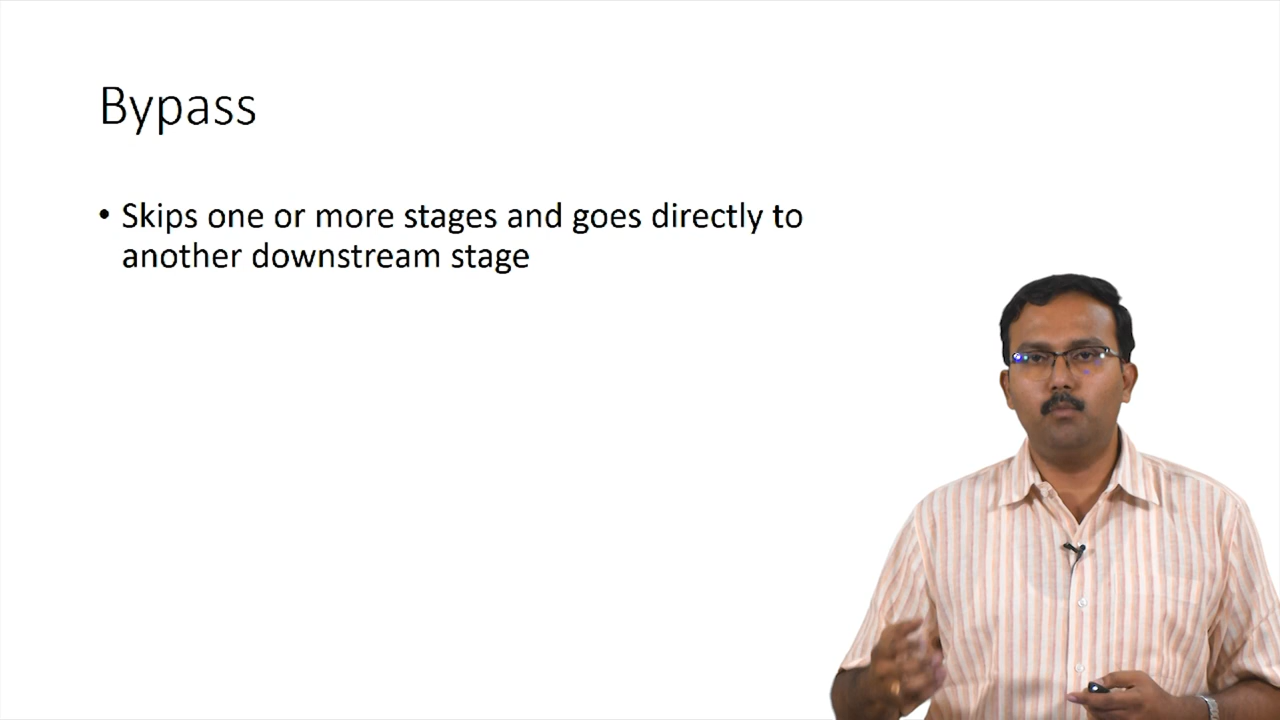 Bypass
• Skips one or more stages and goes directly to
another downstream stage